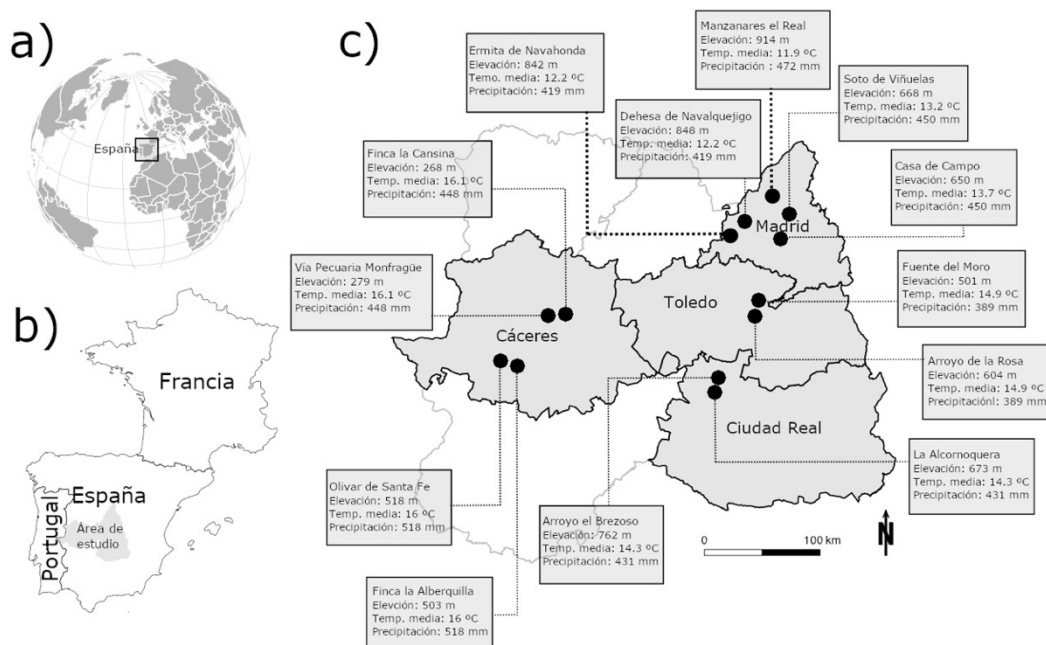 a)
España
b)
Francia
España
Portugal
Área de
estudio
c)
Ermita de Navahonda
Elevación: 842 m
Temo. media: 12.2 ºC
Precipitación: 419 mm
Manzanares el Real
Elevación: 914 m
Temp. media: 11.9 ºC
Precipitación : 472 mm
Soto de Viñuelas
Elevación: 668 m
Temp. media: 13.2 ºC
Precipitación: 450 mm
Dehesa de Navalquejigo
Elevación: 848 m
Temp. media: 12.2 ºC
Precipitación: 419 mm
Finca la Cansina
Elevación: 268 m
Temp. media: 16.1 ºC
Precipitación: 448 mm
Casa de Campo
Elevación: 650 m
Temp. media: 13.7 ºC
Precipitación: 450 mm
Madrid
Vía Pecuaria Monfragüe
Elevación: 279 m
Temp. media: 16.1 ºC
Precipitación: 448 mm
Fuente del Moro
Elevación: 501 m
Temp. media: 14.9 ºC
Precipitación: 389 mm
Toledo
Cáceres
Arroyo de la Rosa
Elevación: 604 m
Temp. media: 14.9 ºC
Precipitaciónl: 389 mm
Ciudad Real
La Alcornoquera
Elevación: 673 m
Temp. media: 14.3 ºC
Precipitación: 431 mm
Olivar de Santa Fe
Elevación: 518 m
Temp. media: 16 ºC
Precipitación: 518 mm
Arroyo el Brezoso
Elevación: 762 m
Temp. media: 14.3 ºC
Precipitación: 431 mm
Finca la Alberquilla
Elevción: 503 m
Temp. media: 16 ºC
Precipitación: 518 mm
0 100 km
N